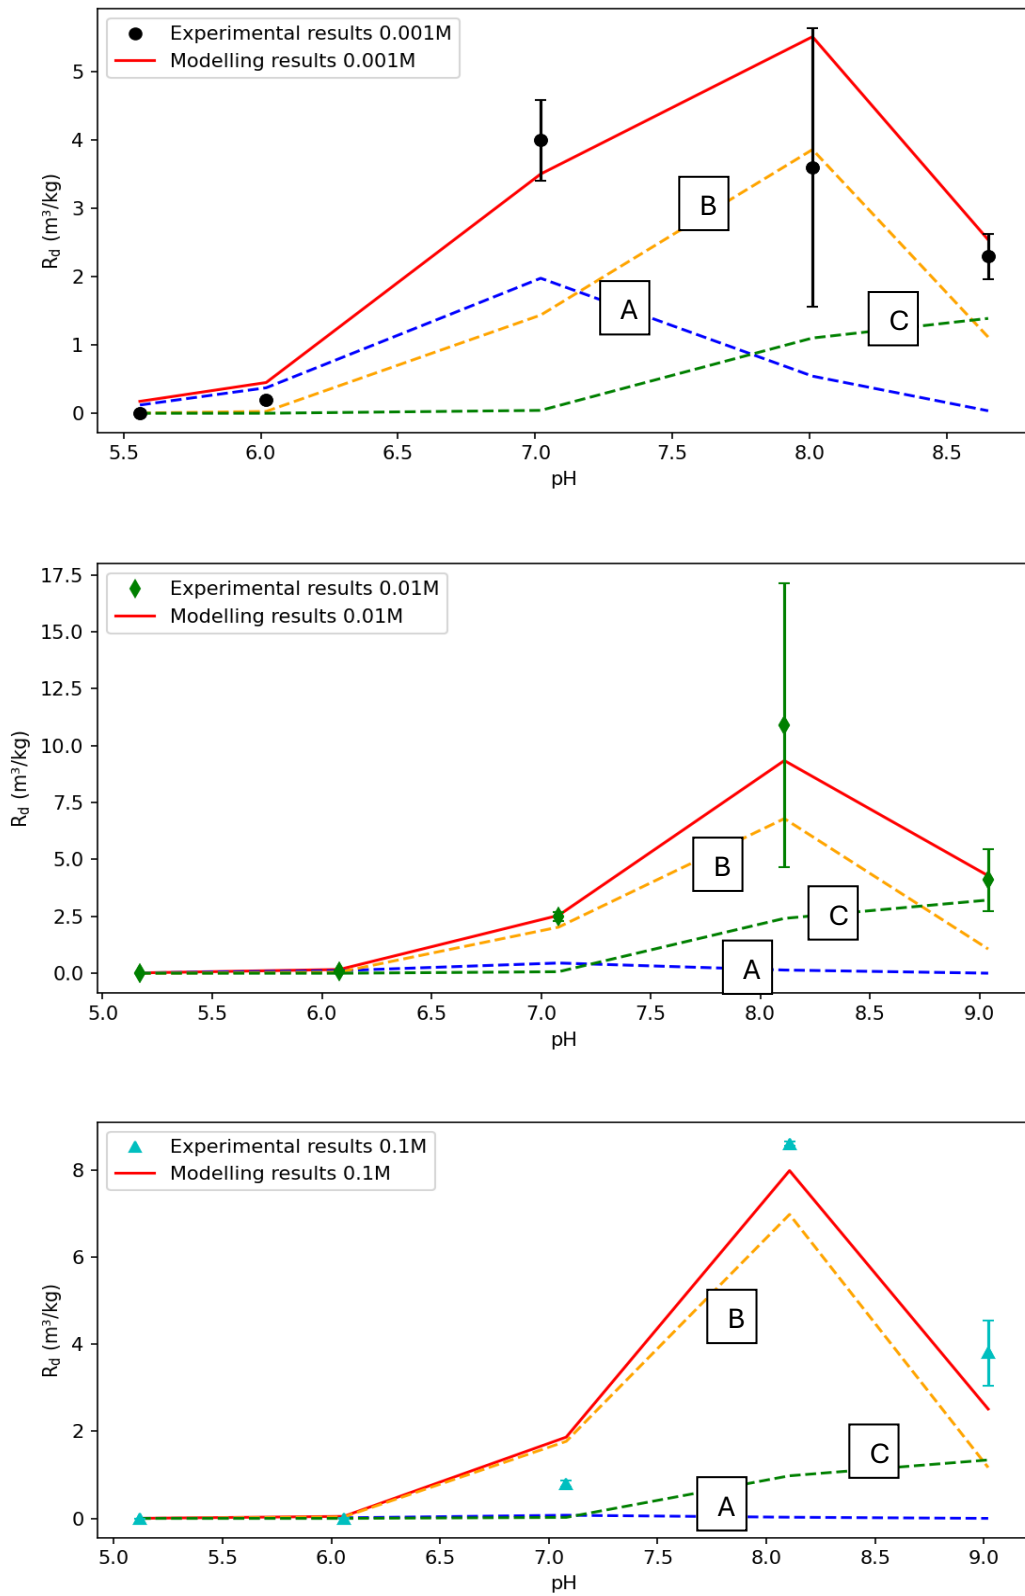 Experimental results 0.001M
Modelling results 0.001M
5
4
3
2
1
0
R_d (m³/kg)
B
A
C
5.5 6.0 7.0 7.5 8.0 8.5
pH
Experimental results 0.01M
Modelling results 0.01M
17.5
15.0
12.5
10.0
7.5
5.0
2.5
0.0
R_d (m³/kg)
B
C
A
5.0 5.5 6.0 6.5 7.0 7.5 8.0 8.5 9.0
pH
Experimental results 0.1M
Modelling results 0.1M
8
6
4
2
0
R_d (m³/kg)
B
C
A
5.0 5.5 6.0 6.5 7.0 7.5 8.0 8.5 9.0
pH